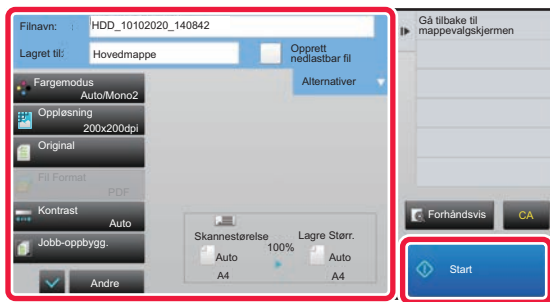 Filnavn: HDD_10102020_140842
Lagret til: Hovedmappe
Opprett
nedlastbar fil
Alternativer
Fargemodus
Auto/Mono2
Oppløsning
200x200dpi
Original
Fil Format
PDF
Kontrast
Auto
Jobb-oppbygg.
Andre
Skannestørelse
100%
Lagre Størr.
Auto
A4
Auto
A4
Gå tilbake til
mappevalgskjermen
Forhåndsvis
CA
Start